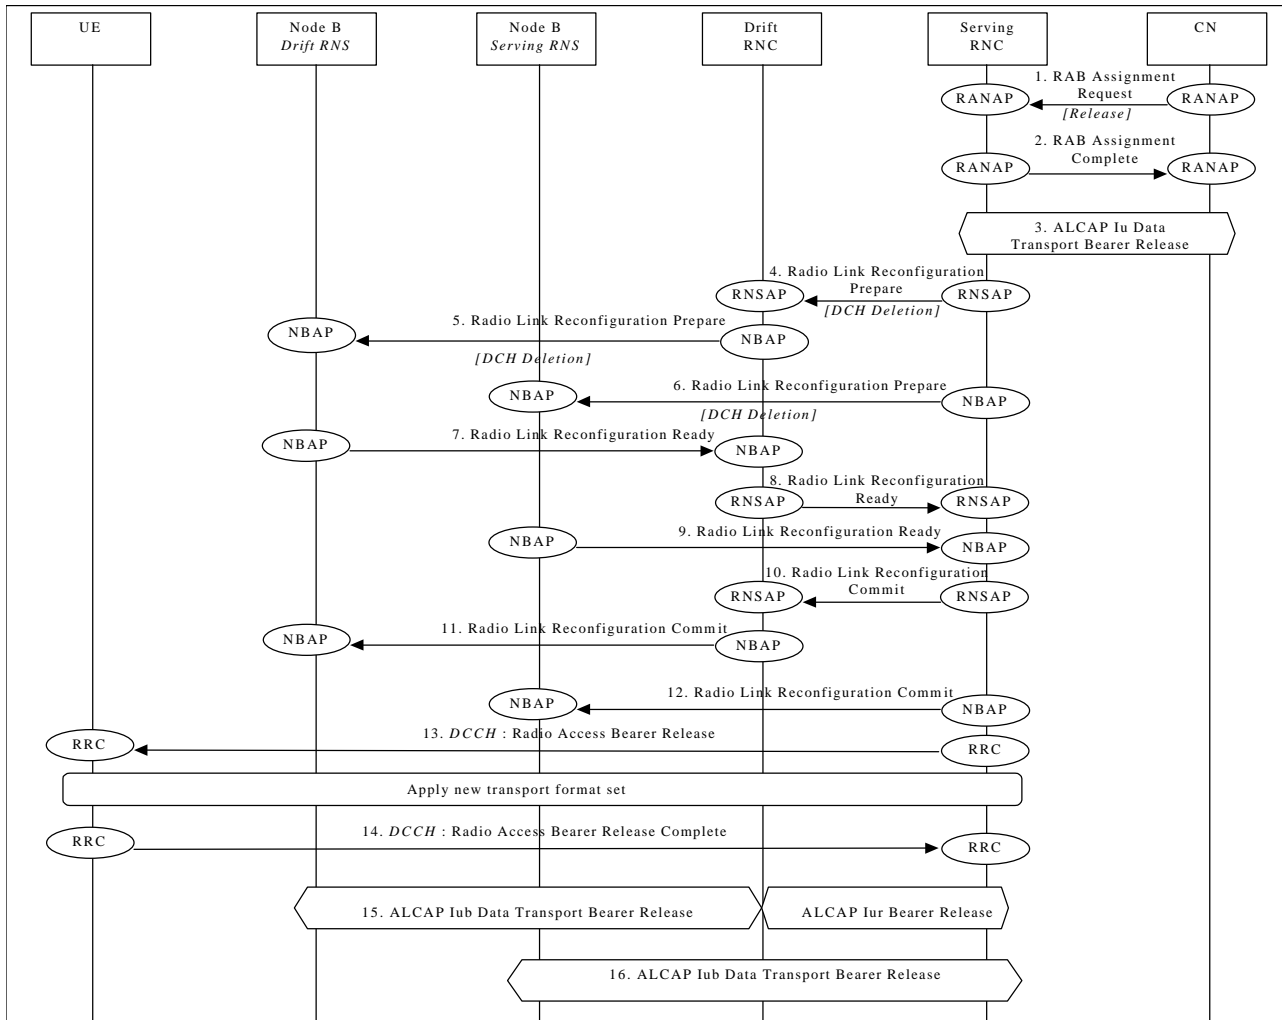 UE
Node B
Drift RNS
Node B
Serving RNS
Drift
RNC
Serving
RNC
CN
1. RAB Assignment
Request
RANAP
RANAP
[Release]
2. RAB Assignment
Complete
RANAP
RANAP
3. ALCAP Iu Data
Transport Bearer Release
4. Radio Link Reconfiguration
Prepare
RNSAP
RNSAP
[DCH Deletion]
5. Radio Link Reconfiguration Prepare
NBAP
NBAP
[DCH Deletion]
6. Radio Link Reconfiguration Prepare
NBAP
NBAP
[DCH Deletion]
7. Radio Link Reconfiguration Ready
NBAP
NBAP
8. Radio Link Reconfiguration
Ready
RNSAP
RNSAP
9. Radio Link Reconfiguration Ready
NBAP
NBAP
10. Radio Link Reconfiguration
Commit
RNSAP
RNSAP
11. Radio Link Reconfiguration Commit
NBAP
NBAP
12. Radio Link Reconfiguration Commit
NBAP
NBAP
13. DCCH : Radio Access Bearer Release
RRC
RRC
Apply new transport format set
14. DCCH : Radio Access Bearer Release Complete
RRC
RRC
15. ALCAP Iub Data Transport Bearer Release
ALCAP Iur Bearer Release
16. ALCAP Iub Data Transport Bearer Release